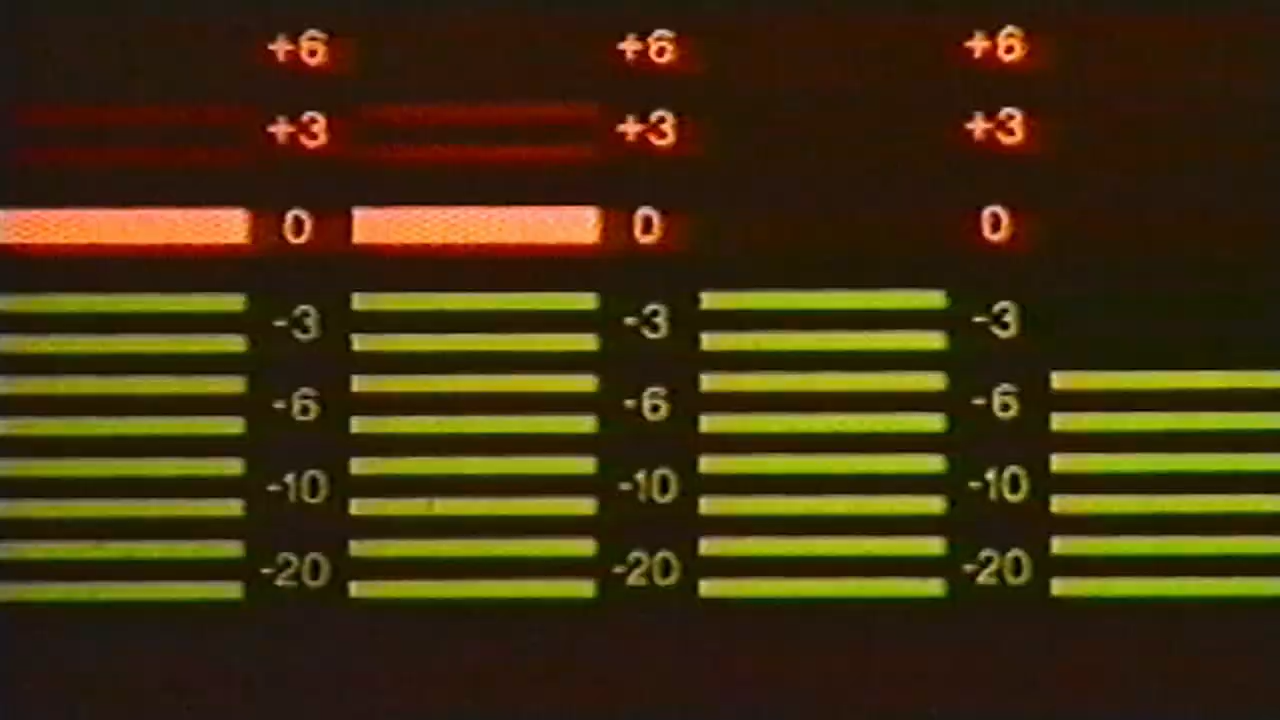 +6 +6 +6
+3 +3 +3
0 0 0
-3 -3 -3
-6 -6 -6
-10 -10 -10
-20 -20 -20